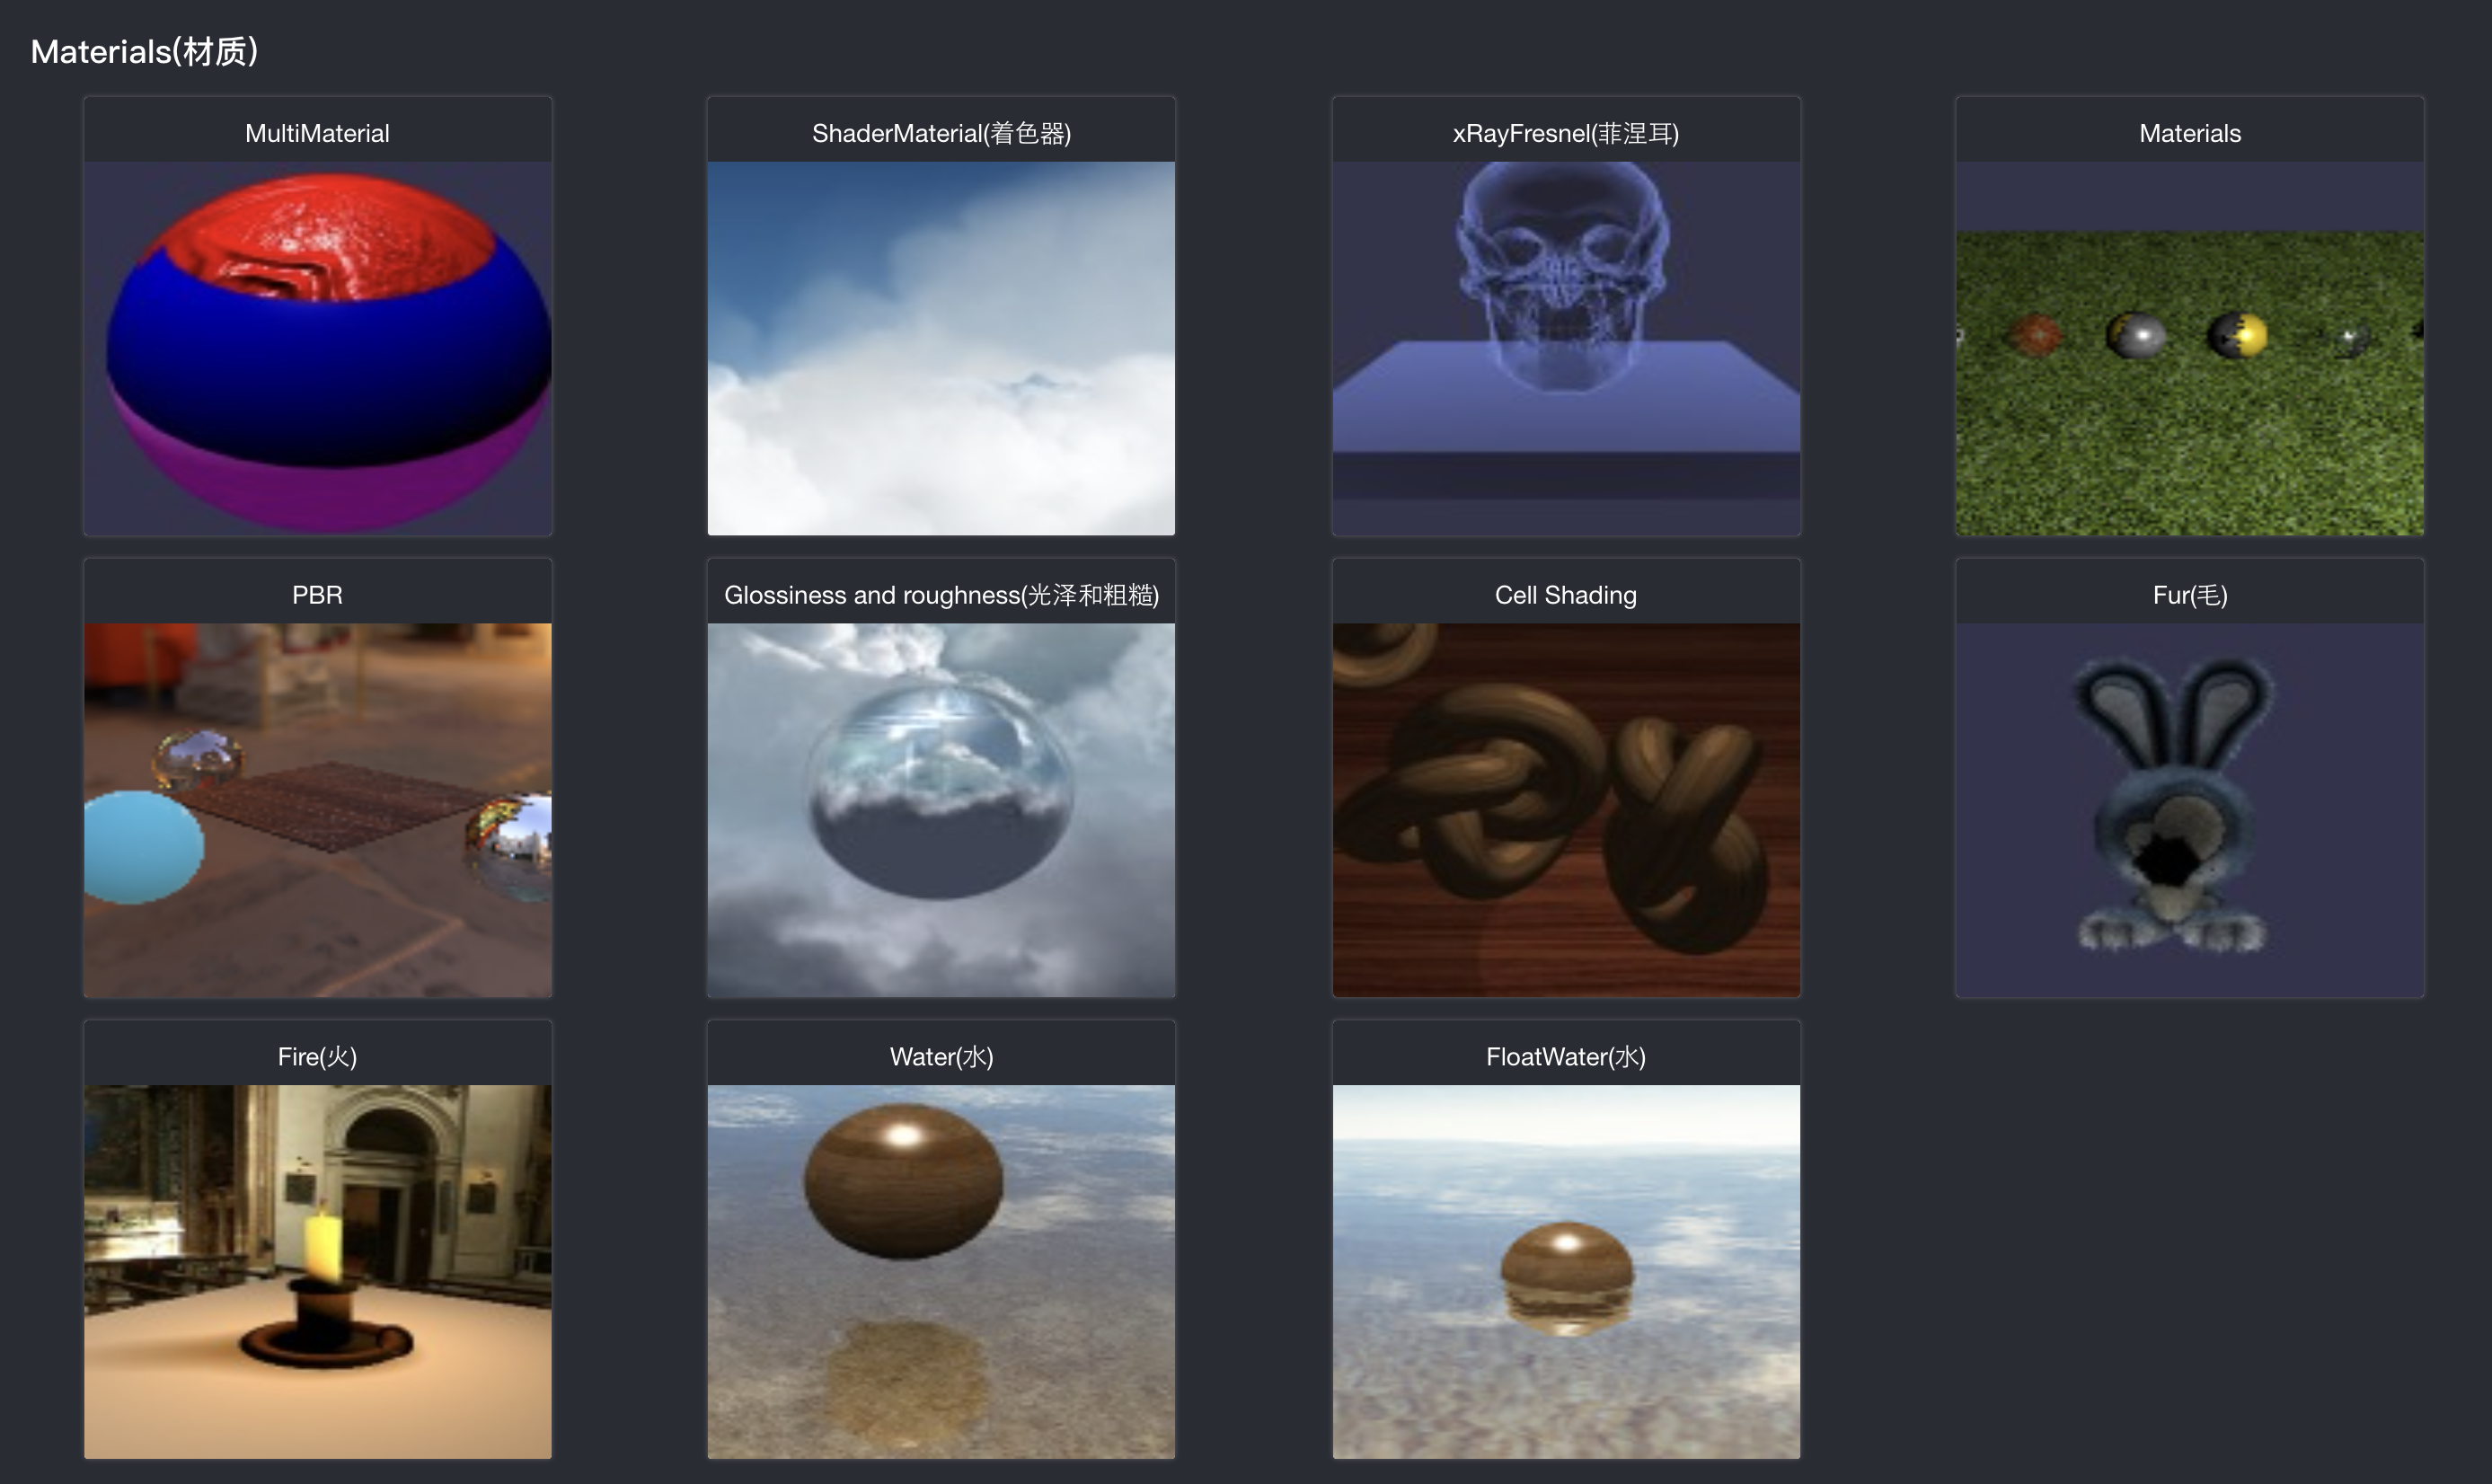 Materials(材质)
MultiMaterial
ShaderMaterial(着色器)
xRayFresnel(菲涅耳)
Materials
PBR
Glossiness and roughness(光泽和粗糙)
Cell Shading
Fur(毛)
Fire(火)
Water(水)
FloatWater(水)